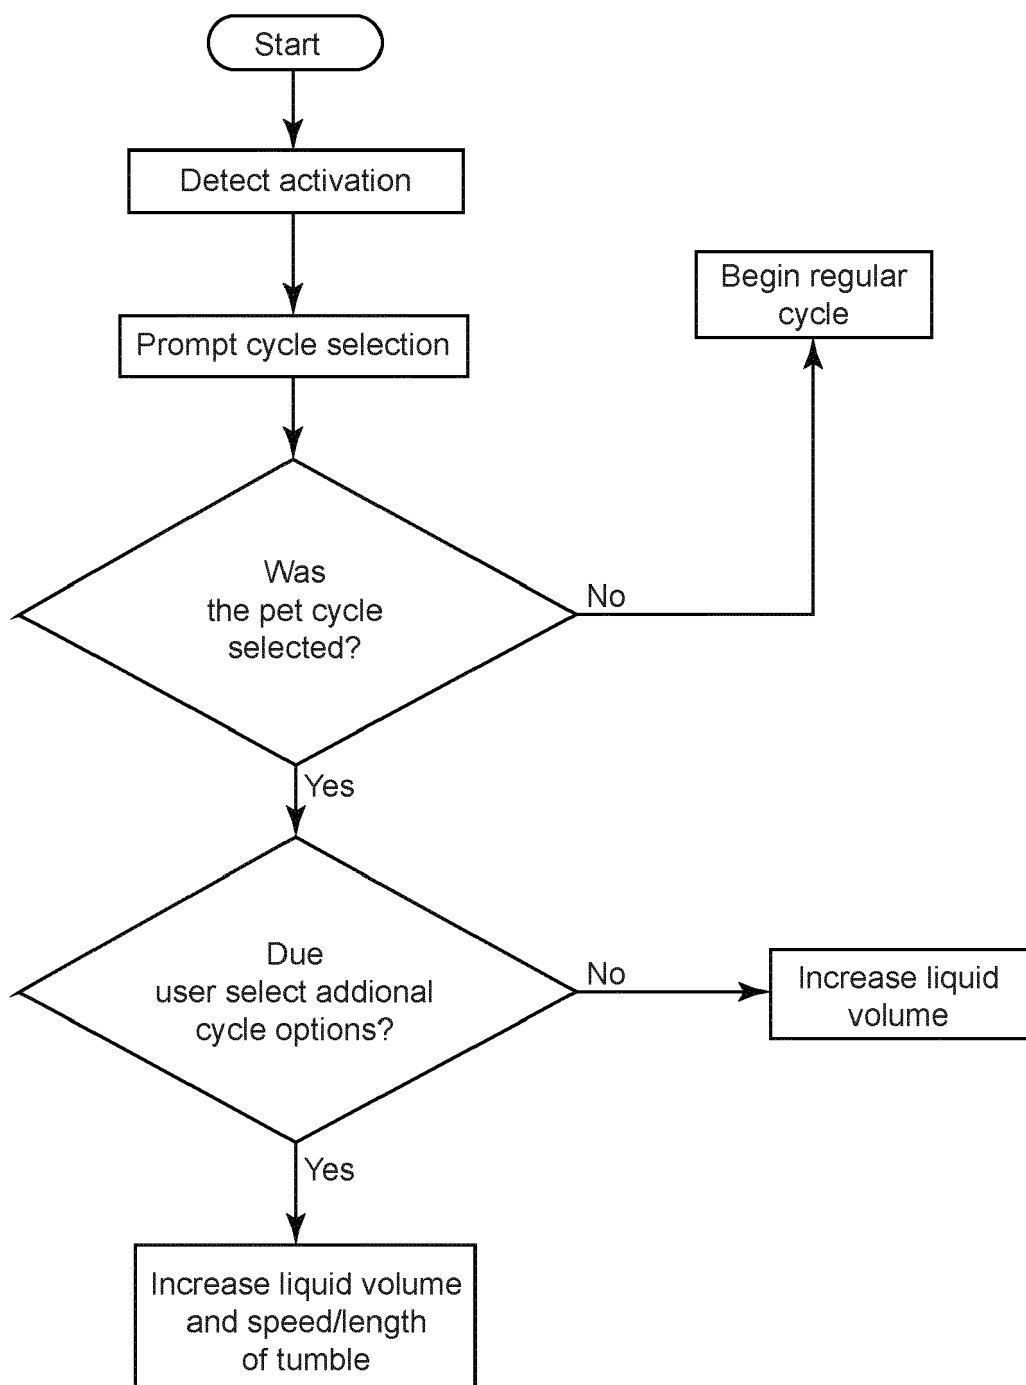 Start
Detect activation
Prompt cycle selection
Begin regular
cycle
Was
the pet cycle
selected?
No
Yes
Due
user select addional
cycle options?
No
Increase liquid
volume
Yes
Increase liquid volume
and speed/length
of tumble